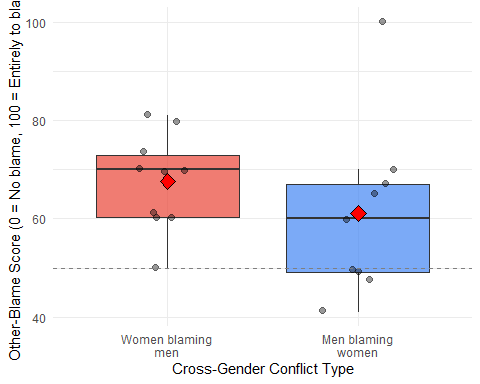 Other-Blame Score (0 = No blame, 100 = Entirely to bla
100
80
60
40
Women blaming
men
Men blaming
women
Cross-Gender Conflict Type